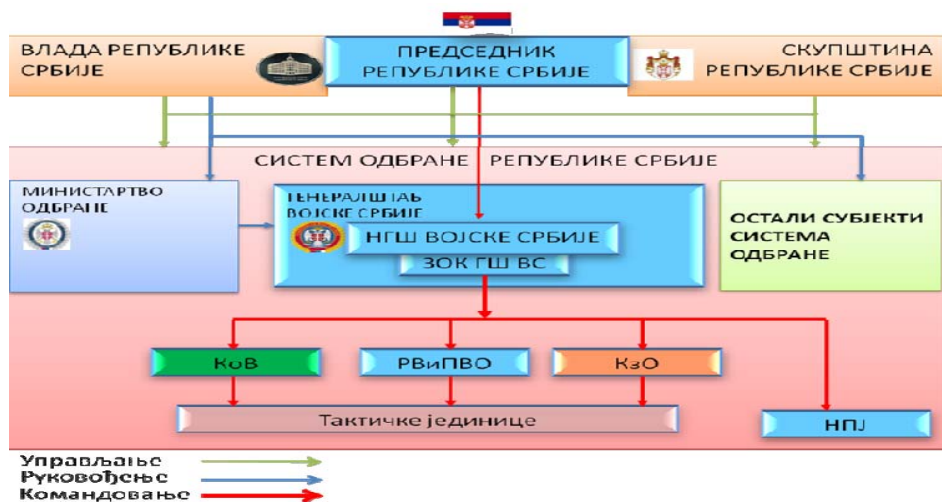 ВЛАДА РЕПУБЛИКЕ
СРБИЈЕ
ПРЕДСЕДНИК
РЕПУБЛИКЕ СРБИЈЕ
СКУПШТИНА
РЕПУБЛИКЕ СРБИЈЕ
СИСТЕМ ОДБРАНЕ РЕПУБЛИКЕ СРБИЈЕ
МИНИСТАРТВО
ОДБРАНЕ
ГЕНЕРАЛШТАБ
ВОЈСКЕ СРБИЈЕ
НГШ ВОЈСКЕ СРБИЈЕ
ЗОК ГШ ВС
ОСТАЛИ СУБЈЕКТИ
СИСТЕМА
ОДБРАНЕ
КоВ
РВиПВО
КзО
Тактичке јединице
НПЈ
Управљање
Руковођење
Командовање